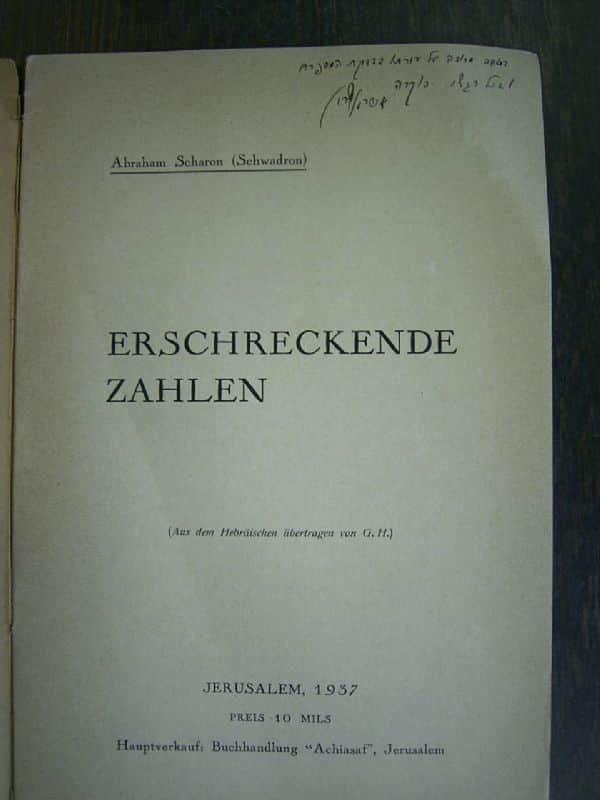 Abraham Scharon (Schwadron)
ERSCHRECKENDE
ZAHLEN
(Aus dem Hebräischen übertragen von G. H.)
JERUSALEM, 1937
PREIS 10 MILS
Hauptverkauf: Buchhandlung "Achiasaf", Jerusalem